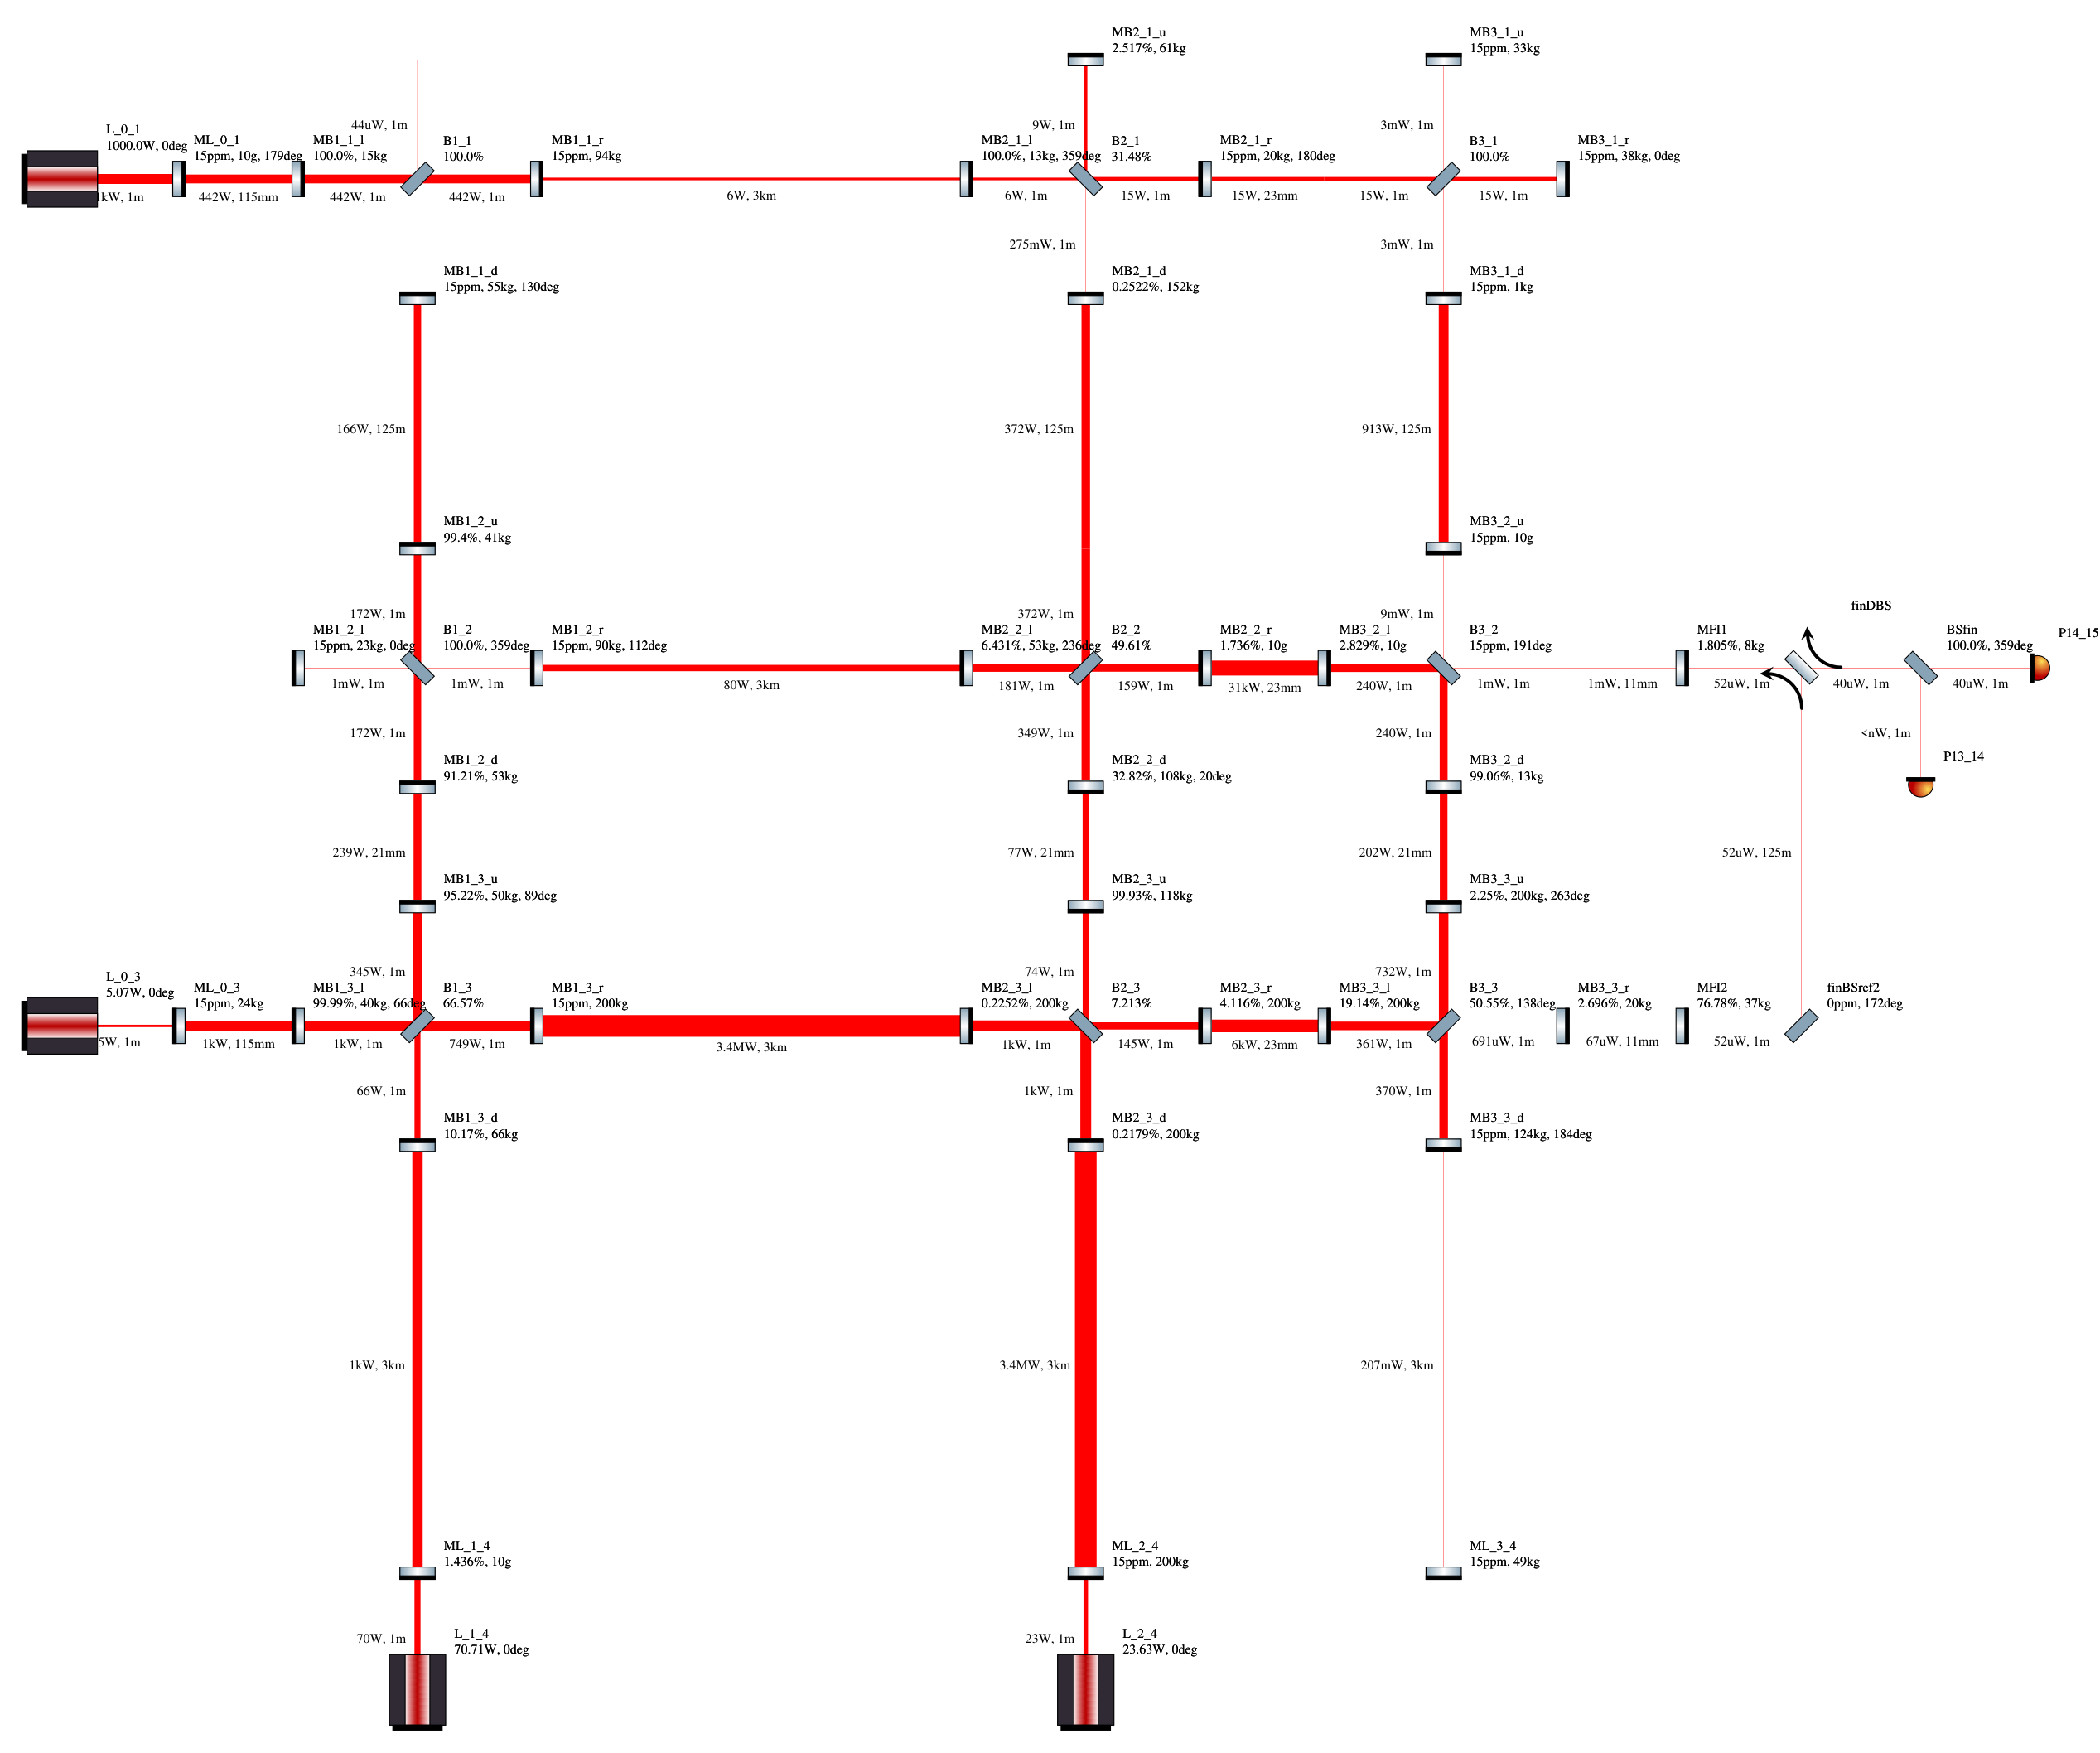 MB2_1_u
2.517%, 61kg
MB3_1_u
15ppm, 33kg
44uW, 1m
9W, 1m
3mW, 1m
L_0_1
1000.0W, 0deg
ML_0_1
15ppm, 10g, 179deg
MB1_1_l
100.0%, 15kg
B1_1
100.0%
MB1_1_r
15ppm, 94kg
MB2_1_l
100.0%, 13kg, 359deg
B2_1
31.48%
MB2_1_r
15ppm, 20kg, 180deg
B3_1
100.0%
MB3_1_r
15ppm, 38kg, 0deg
1kW, 1m
442W, 115mm
442W, 1m
442W, 1m
6W, 3km
6W, 1m
15W, 1m
15W, 23mm
15W, 1m
15W, 1m
275mW, 1m
3mW, 1m
MB1_1_d
15ppm, 55kg, 130deg
MB2_1_d
0.2522%, 152kg
MB3_1_d
15ppm, 1kg
166W, 125m
372W, 125m
913W, 125m
MB1_2_u
99.4%, 41kg
MB3_2_u
15ppm, 10g
172W, 1m
372W, 1m
9mW, 1m
finDBS
MB1_2_l
15ppm, 23kg, 0deg
B1_2
100.0%, 359deg
MB1_2_r
15ppm, 90kg, 112deg
MB2_2_l
6.431%, 53kg, 236deg
B2_2
49.61%
MB2_2_r
1.736%, 10g
MB3_2_l
2.829%, 10g
B3_2
15ppm, 191deg
MFI1
1.805%, 8kg
BSfin
100.0%, 359deg
P14_15
1mW, 1m
1mW, 1m
80W, 3km
181W, 1m
159W, 1m
31kW, 23mm
240W, 1m
1mW, 1m
1mW, 11mm
52uW, 1m
40uW, 1m
40uW, 1m
172W, 1m
349W, 1m
240W, 1m
<nW, 1m
P13_14
MB1_2_d
91.21%, 53kg
MB2_2_d
32.82%, 108kg, 20deg
MB3_2_d
99.06%, 13kg
239W, 21mm
77W, 21mm
202W, 21mm
52uW, 125m
MB1_3_u
95.22%, 50kg, 89deg
MB2_3_u
99.93%, 118kg
MB3_3_u
2.25%, 200kg, 263deg
345W, 1m
74W, 1m
732W, 1m
L_0_3
5.07W, 0deg
ML_0_3
15ppm, 24kg
MB1_3_l
99.99%, 40kg, 66deg
B1_3
66.57%
MB1_3_r
15ppm, 200kg
MB2_3_l
0.2252%, 200kg
B2_3
7.213%
MB2_3_r
4.116%, 200kg
MB3_3_l
19.14%, 200kg
B3_3
50.55%, 138deg
MB3_3_r
2.696%, 20kg
MFI2
76.78%, 37kg
finBSref2
0ppm, 172deg
5W, 1m
1kW, 115mm
1kW, 1m
749W, 1m
3.4MW, 3km
1kW, 1m
145W, 1m
6kW, 23mm
361W, 1m
691uW, 1m
67uW, 11mm
52uW, 1m
66W, 1m
1kW, 1m
370W, 1m
MB1_3_d
10.17%, 66kg
MB2_3_d
0.2179%, 200kg
MB3_3_d
15ppm, 124kg, 184deg
1kW, 3km
3.4MW, 3km
207mW, 3km
ML_1_4
1.436%, 10g
ML_2_4
15ppm, 200kg
ML_3_4
15ppm, 49kg
70W, 1m
L_1_4
70.71W, 0deg
23W, 1m
L_2_4
23.63W, 0deg